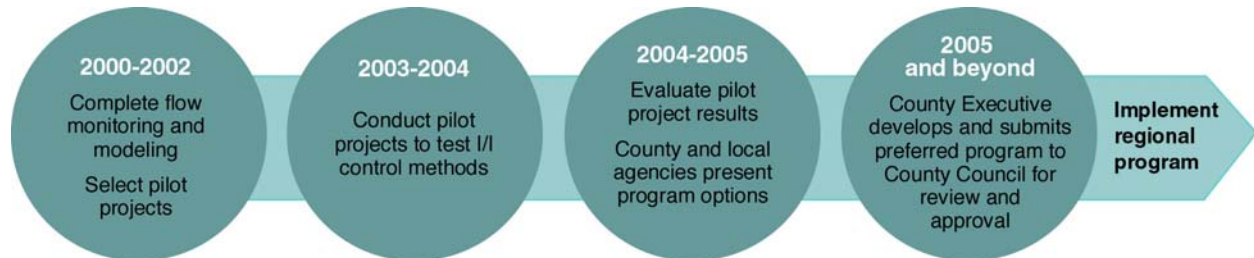 2000-2002
Complete flow
monitoring and
modeling
Select pilot
projects
2003-2004
Conduct pilot
projects to test I/I
control methods
2004-2005
Evaluate pilot
project results
County and local
agencies present
program options
2005
and beyond
County Executive
develops and submits
preferred program to
County Council for
review and
approval
Implement
regional
program